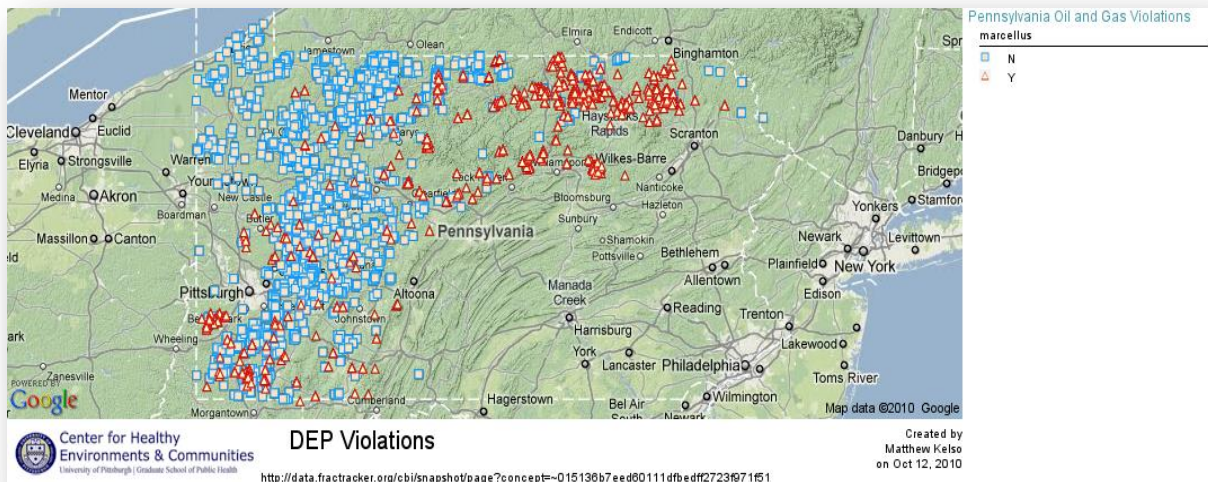 Pennsylvania Oil and Gas Violations
marcellus
N
Y
Jamestown
Olean
Elmira
Endicott
Binghamton
Mentor
Cleveland
Euclid
Elyria
Strongsville
Warren
Medina
Akron
Boardman
New Castle
Butler
Massillon
Canton
Pittsburgh
Wheeling
Zanesville
Morgantown
Johnstown
Altoona
Cumberland
Pennsylvania
Rapids
Scranton
Wilkes-Barre
Nanticoke
Bloomsburg
Hazleton
Sunbury
Shamokin
Pottsville
Bethlehem
Allentown
Manada
Creek
Reading
Harrisburg
York
Lancaster
Philadelphia
Hagerstown
Bel Air
South
Newark
Wilmington
Trenton
Lakewood
Toms River
Plainfield
Edison
Newark
New York
Yonkers
Levittown
Stamford
Danbury
Bridgep
Spr
POWERED BY
Google
Map data ©2010 Google
Center for Healthy
Environments & Communities
University of Pittsburgh | Graduate School of Public Health
DEP Violations
http://data.fractracker.org/cbi/snapshot/page?concept=~015136b7eed60111dfbedff2723f971f51
Created by
Matthew Kelso
on Oct 12, 2010